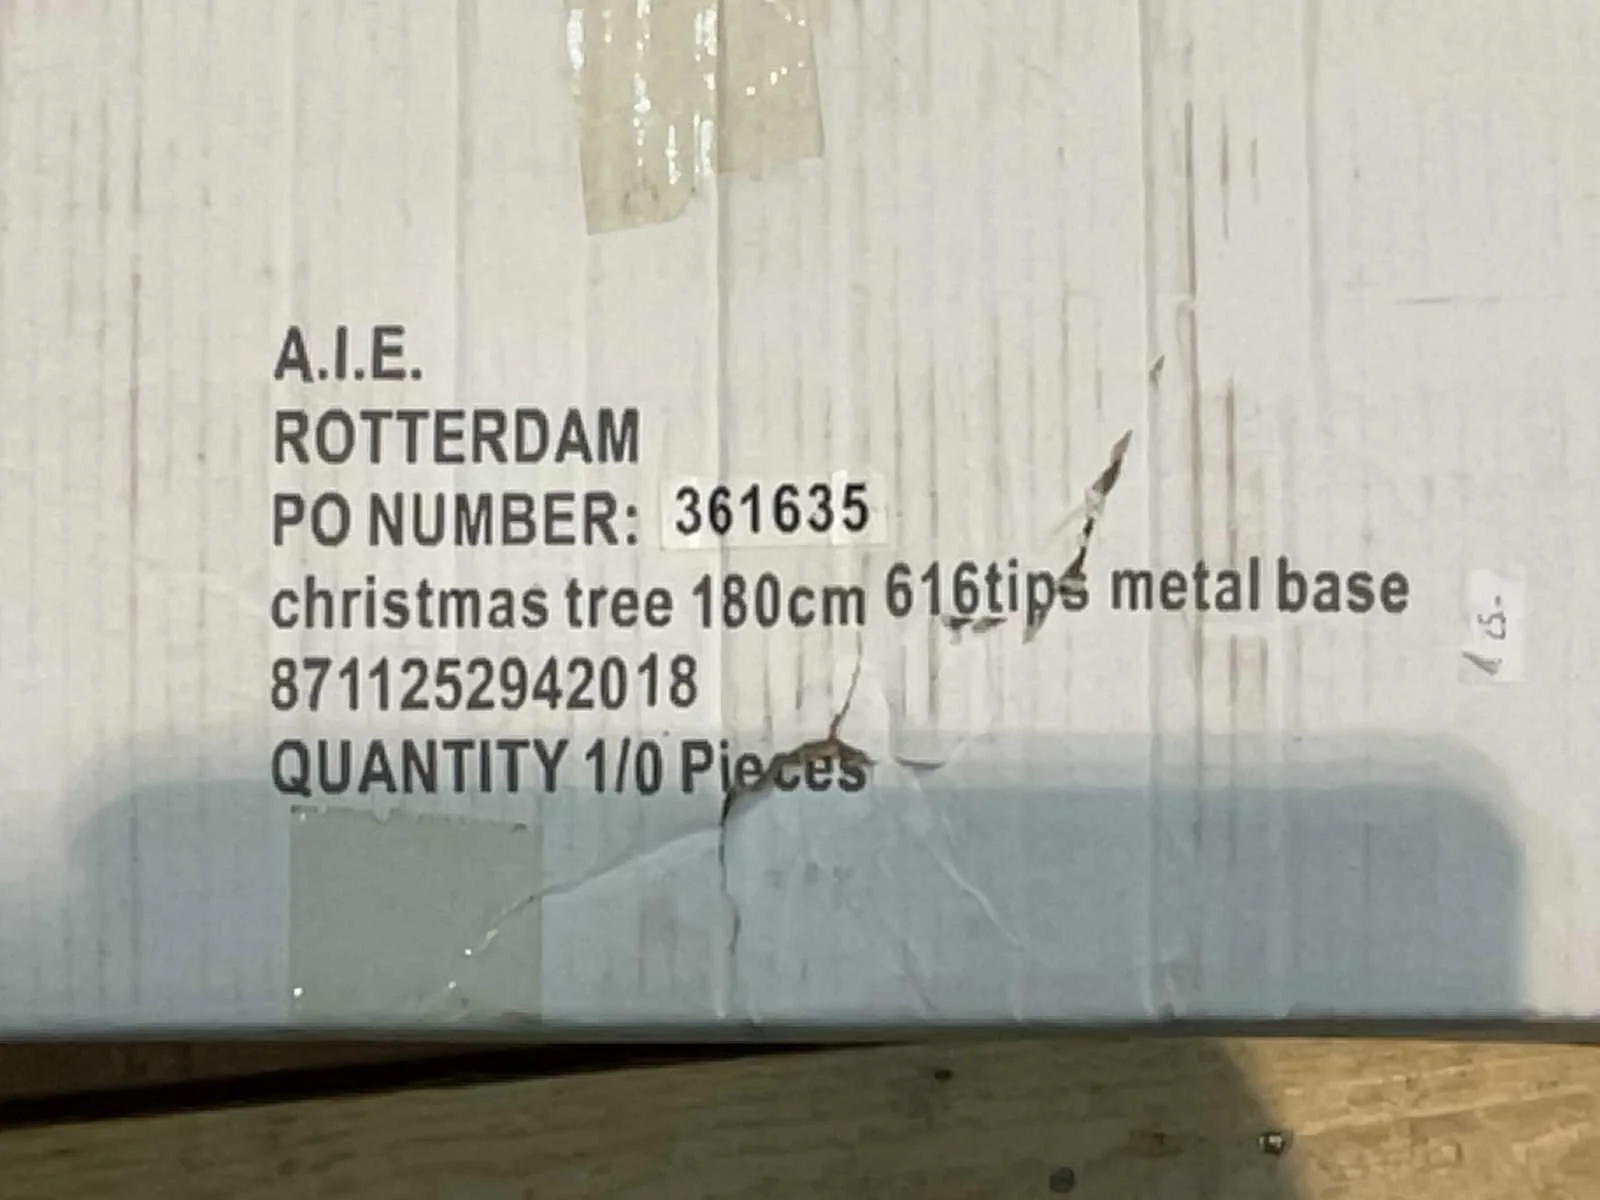 A.I.E.
ROTTERDAM
PO NUMBER: 361635
christmas tree 180cm 616tips metal base
8711252942018
QUANTITY 1/0 Pieces